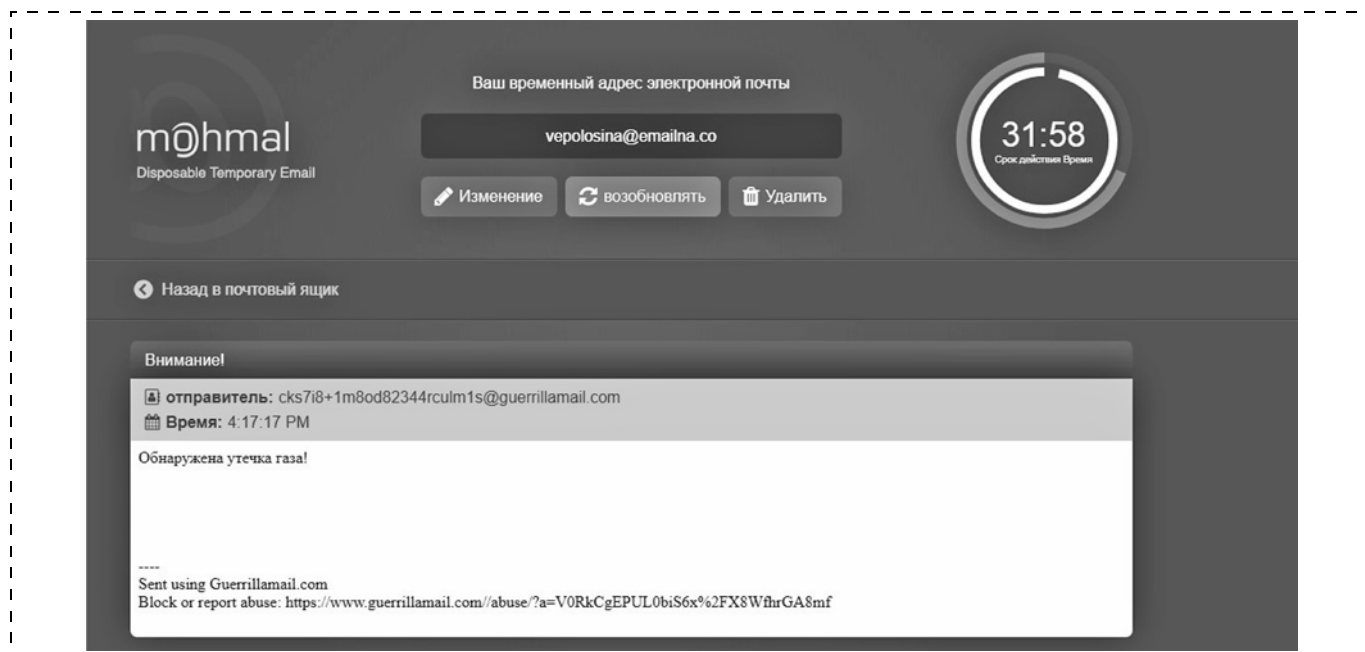 Ваш временный адрес электронной почты
m@hmal
Disposable Temporary Email
vepolosina@emailna.co
31:58
Срок действия Время
Изменение
возобновлять
Удалить
Назад в почтовый ящик
Внимание!
отправитель: cks7i8+1m8od82344rculm1s@guerrillamail.com
Время: 4:17:17 PM
Обнаружена утечка газа!
----
Sent using Guerrillamail.com
Block or report abuse: https://www.guerrillamail.com//abuse/?a=V0RkCgEPUL0biS6x%2FX8WfhrGA8mf